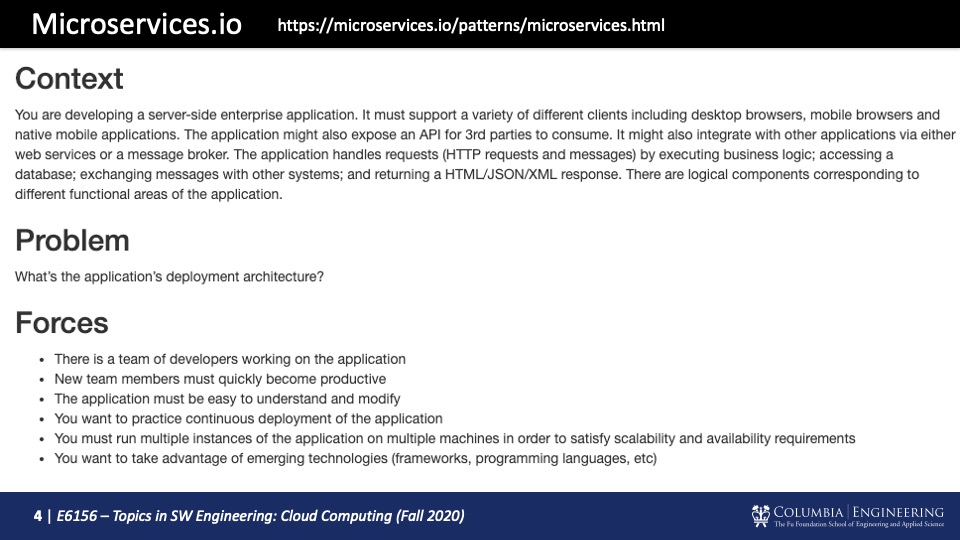 Microservices.io https://microservices.io/patterns/microservices.html
Context
You are developing a server-side enterprise application. It must support a variety of different clients including desktop browsers, mobile browsers and
native mobile applications. The application might also expose an API for 3rd parties to consume. It might also integrate with other applications via either
web services or a message broker. The application handles requests (HTTP requests and messages) by executing business logic; accessing a
database; exchanging messages with other systems; and returning a HTML/JSON/XML response. There are logical components corresponding to
different functional areas of the application.
Problem
What’s the application’s deployment architecture?
Forces
• There is a team of developers working on the application
• New team members must quickly become productive
• The application must be easy to understand and modify
• You want to practice continuous deployment of the application
• You must run multiple instances of the application on multiple machines in order to satisfy scalability and availability requirements
• You want to take advantage of emerging technologies (frameworks, programming languages, etc)
4 | E6156 – Topics in SW Engineering: Cloud Computing (Fall 2020)
COLUMBIA | ENGINEERING
The Fu Foundation School of Engineering and Applied Science